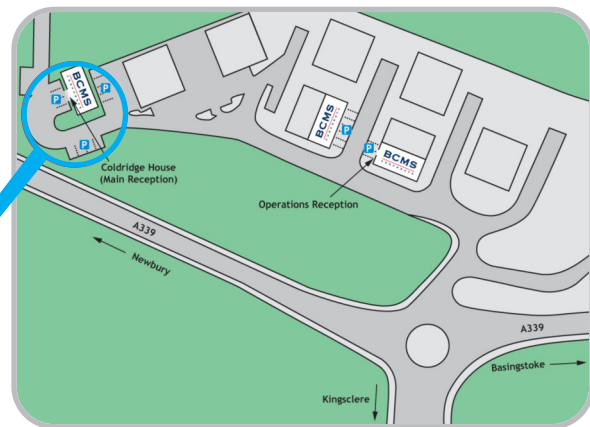 BCMS
P
P
P
Coldridge House
(Main Reception)
BCMS
P
P
BCMS
Operations Reception
A339
Newbury
A339
Basingstoke
Kingsclere